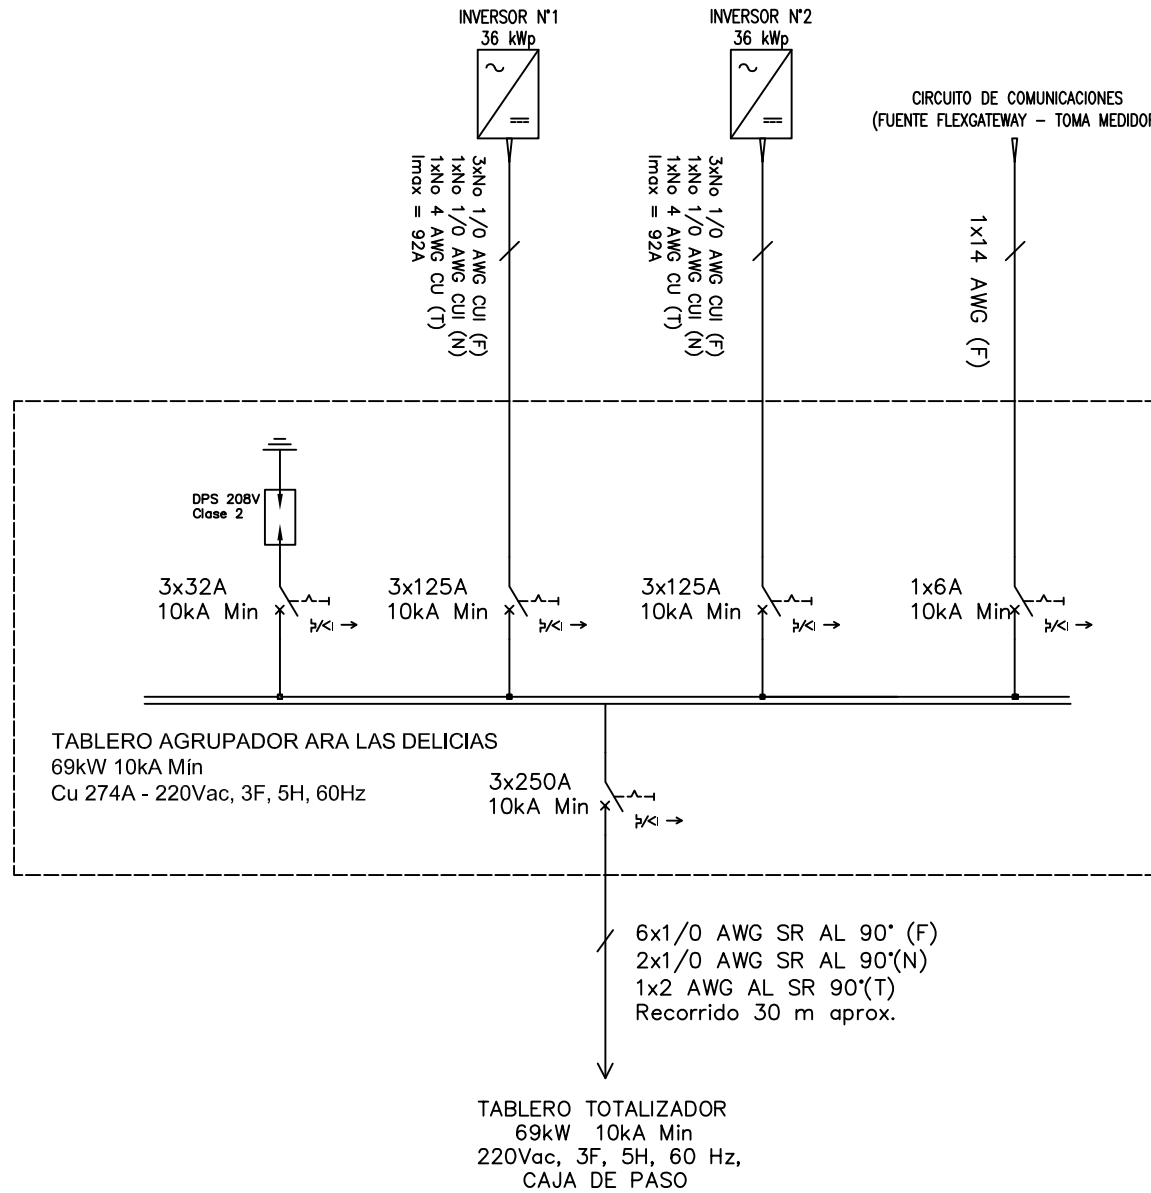 INVERSOR N°1
36 kWp
INVERSOR N°2
36 kWp
CIRCUITO DE COMUNICACIONES
(FUENTE FLEXGATEWAY – TOMA MEDIDOR
3xNo 1/0 AWG CUI (F)
1xNo 1/0 AWG CUI (N)
1xNo 4 AWG CU (T)
Imax = 92A
3xNo 1/0 AWG CUI (F)
1xNo 1/0 AWG CUI (N)
1xNo 4 AWG CU (T)
Imax = 92A
1x14 AWG (F)
DPS 208V
Clase 2
3x32A
10kA Min
3x125A
10kA Min
3x125A
10kA Min
1x6A
10kA Min
TABLERO AGRUPADOR ARA LAS DELICIAS
69kW 10kA Mín
Cu 274A - 220Vac, 3F, 5H, 60Hz
3x250A
10kA Min
6x1/0 AWG SR AL 90° (F)
2x1/0 AWG SR AL 90°(N)
1x2 AWG AL SR 90°(T)
Recorrido 30 m aprox.
TABLERO TOTALIZADOR
69kW 10kA Min
220Vac, 3F, 5H, 60 Hz,
CAJA DE PASO